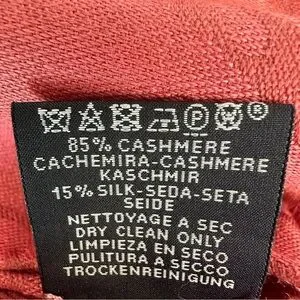 P W ®
85% CASHMERE
CACHEMIRA-CASHMERE
KASCHMIR
15% SILK-SEDA-SETA
SEIDE
NETTOYAGE A SEC
DRY CLEAN ONLY
LIMPIEZA EN SECO
PULITURA A SECCO
TROCKENREINIGUNG